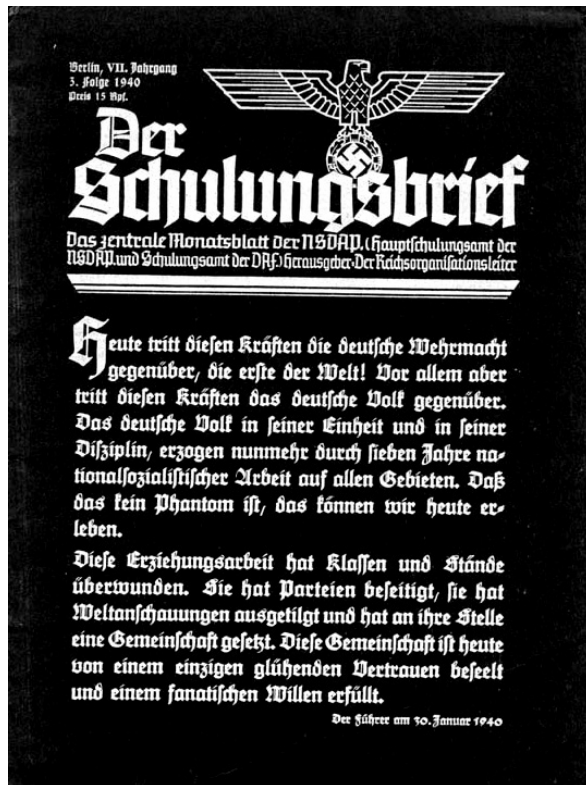 Berlin, VII. Jahrgang
3. Folge 1940
Preis 15 Rpf.
Der
Schulungsbrief
Das zentrale Monatsblatt der NSDAP. (Hauptschulungsamt der
NSDAP. und Schulungsamt der DAF.) Herausgeber · Der Reichsorganisationsleiter
Heute tritt diesen Kräften die deutsche Wehrmacht
gegenüber, die erste der Welt! Vor allem aber
tritt diesen Kräften das deutsche Volk gegenüber.
Das deutsche Volk in seiner Einheit und in seiner
Disziplin, erzogen nunmehr durch sieben Jahre na-
tionalsozialistischer Arbeit auf allen Gebieten. Daß
das kein Phantom ist, das können wir heute er-
leben.
Diese Erziehungsarbeit hat Klassen und Stände
überwunden. Sie hat Parteien beseitigt, sie hat
Weltanschauungen ausgetilgt und hat an ihre Stelle
eine Gemeinschaft gesetzt. Diese Gemeinschaft ist heute
von einem einzigen glühenden Vertrauen beseelt
und einem fanatischen Willen erfüllt.
Der Führer am 30. Januar 1940